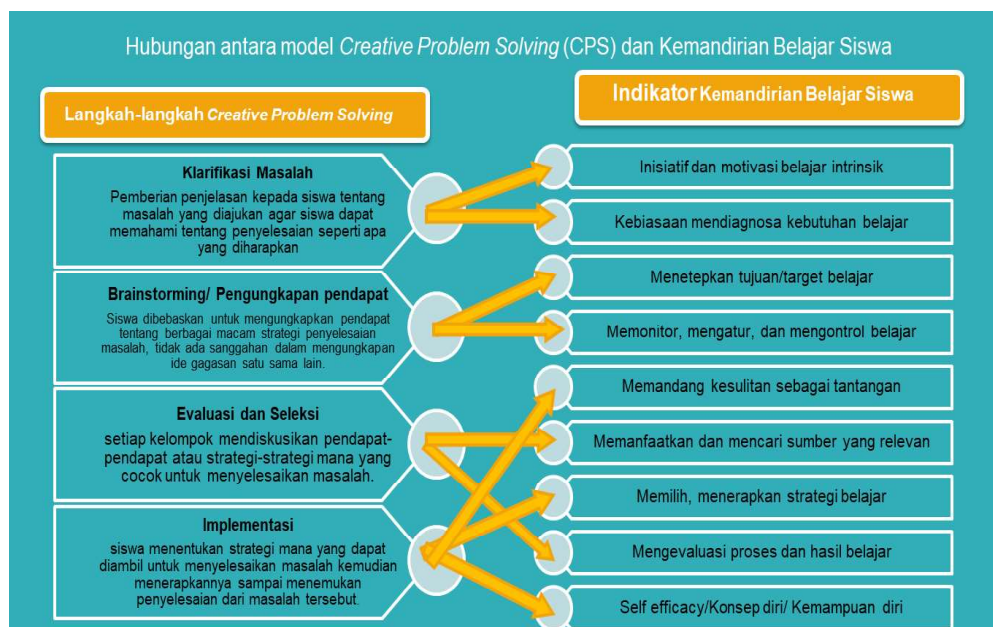 Hubungan antara model Creative Problem Solving (CPS) dan Kemandirian Belajar Siswa
Langkah-langkah Creative Problem Solving
Klarifikasi Masalah
Pemberian penjelasan kepada siswa tentang
masalah yang diajukan agar siswa dapat
memahami tentang penyelesaian seperti apa
yang diharapkan
Brainstorming/ Pengungkapan pendapat
Siswa dibebaskan untuk mengungkapkan pendapat
tentang berbagai macam strategi penyelesaian
masalah, tidak ada sanggahan dalam mengungkapan
ide gagasan satu sama lain.
Evaluasi dan Seleksi
setiap kelompok mendiskusikan pendapat-
pendapat atau strategi-strategi mana yang
cocok untuk menyelesaikan masalah.
Implementasi
siswa menentukan strategi mana yang dapat
diambil untuk menyelesaikan masalah kemudian
menerapkannya sampai menemukan
penyelesaian dari masalah tersebut.
Indikator Kemandirian Belajar Siswa
Inisiatif dan motivasi belajar intrinsik
Kebiasaan mendiagnosa kebutuhan belajar
Menetepkan tujuan/target belajar
Memonitor, mengatur, dan mengontrol belajar
Memandang kesulitan sebagai tantangan
Memanfaatkan dan mencari sumber yang relevan
Memilih, menerapkan strategi belajar
Mengevaluasi proses dan hasil belajar
Self efficacy/Konsep diri/ Kemampuan diri